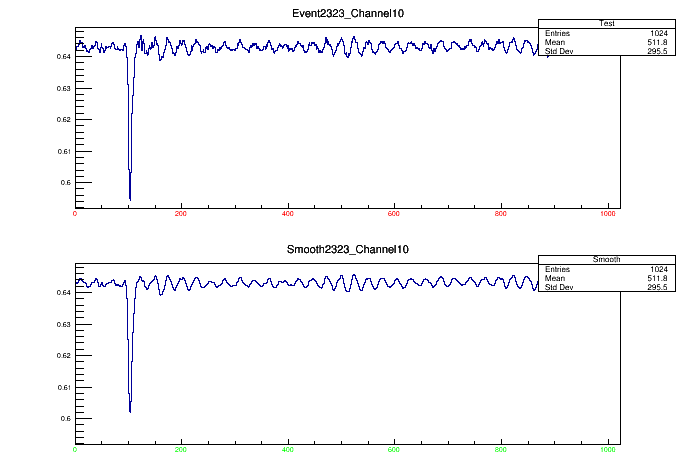 Event2323_Channel10
Test
Entries 1024
Mean 511.8
Std Dev 295.5
0.64
0.63
0.62
0.61
0.6
0 200 400 600 800 1000
Smooth2323_Channel10
Smooth
Entries 1024
Mean 511.8
Std Dev 295.5
0.64
0.63
0.62
0.61
0.6
0 200 400 600 800 1000